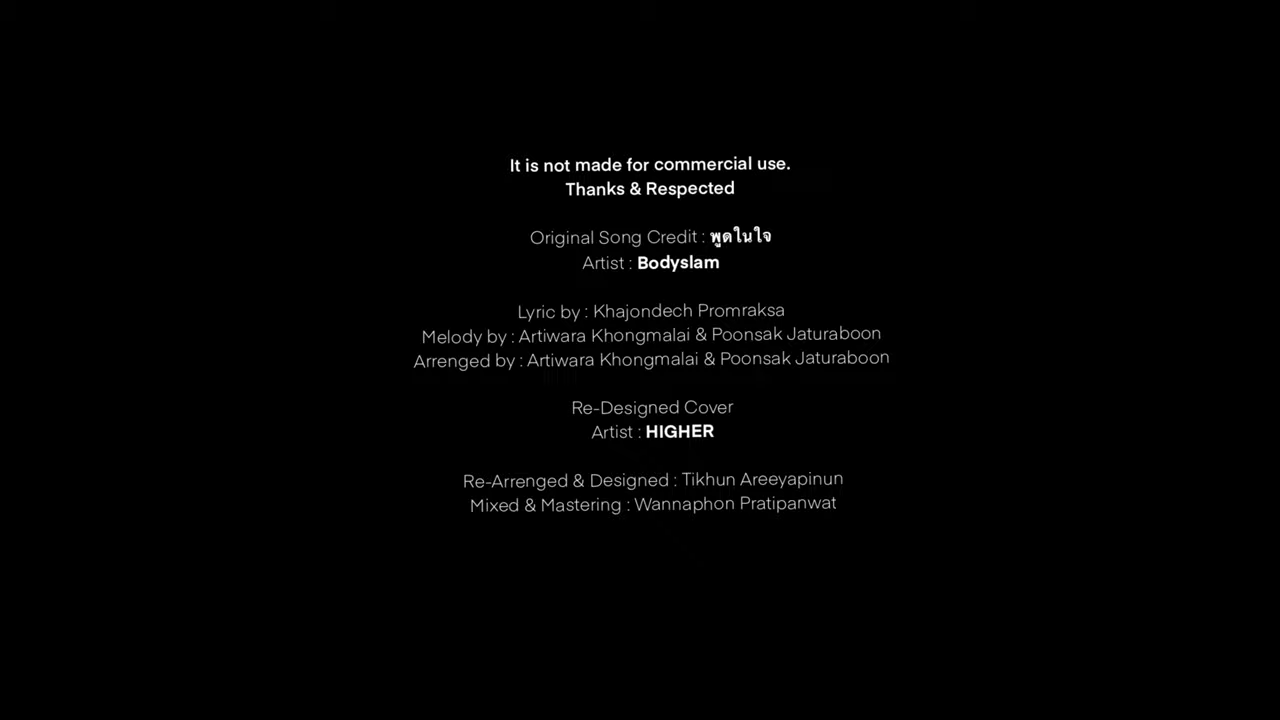 It is not made for commercial use.
Thanks & Respected
Original Song Credit : พูดในใจ
Artist : Bodyslam
Lyric by : Khajondech Promraksa
Melody by : Artiwara Khongmalai & Poonsak Jaturaboon
Arrenged by : Artiwara Khongmalai & Poonsak Jaturaboon
Re-Designed Cover
Artist : HIGHER
Re-Arrenged & Designed : Tikhun Areeyapinun
Mixed & Mastering : Wannaphon Pratipanwat